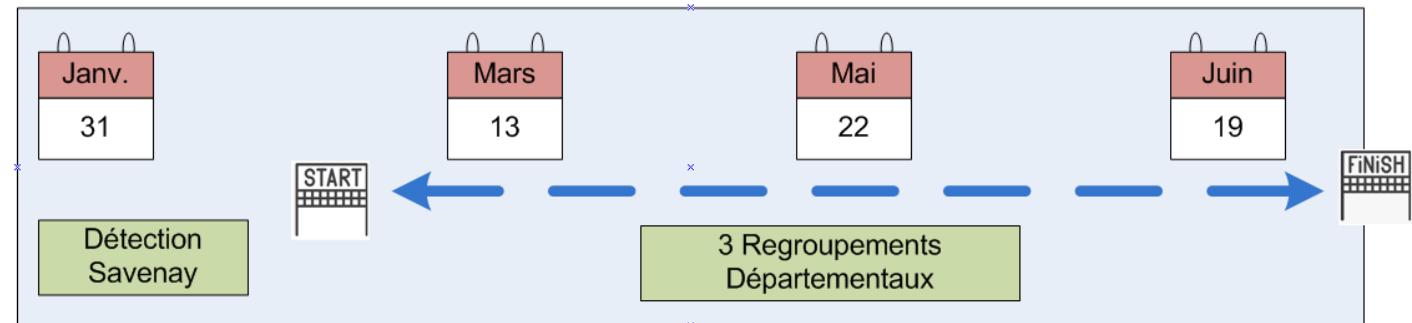 Janv.
31
Mars
13
Mai
22
Juin
19
START
FiNiSH
Détection
Savenay
3 Regroupements
Départementaux